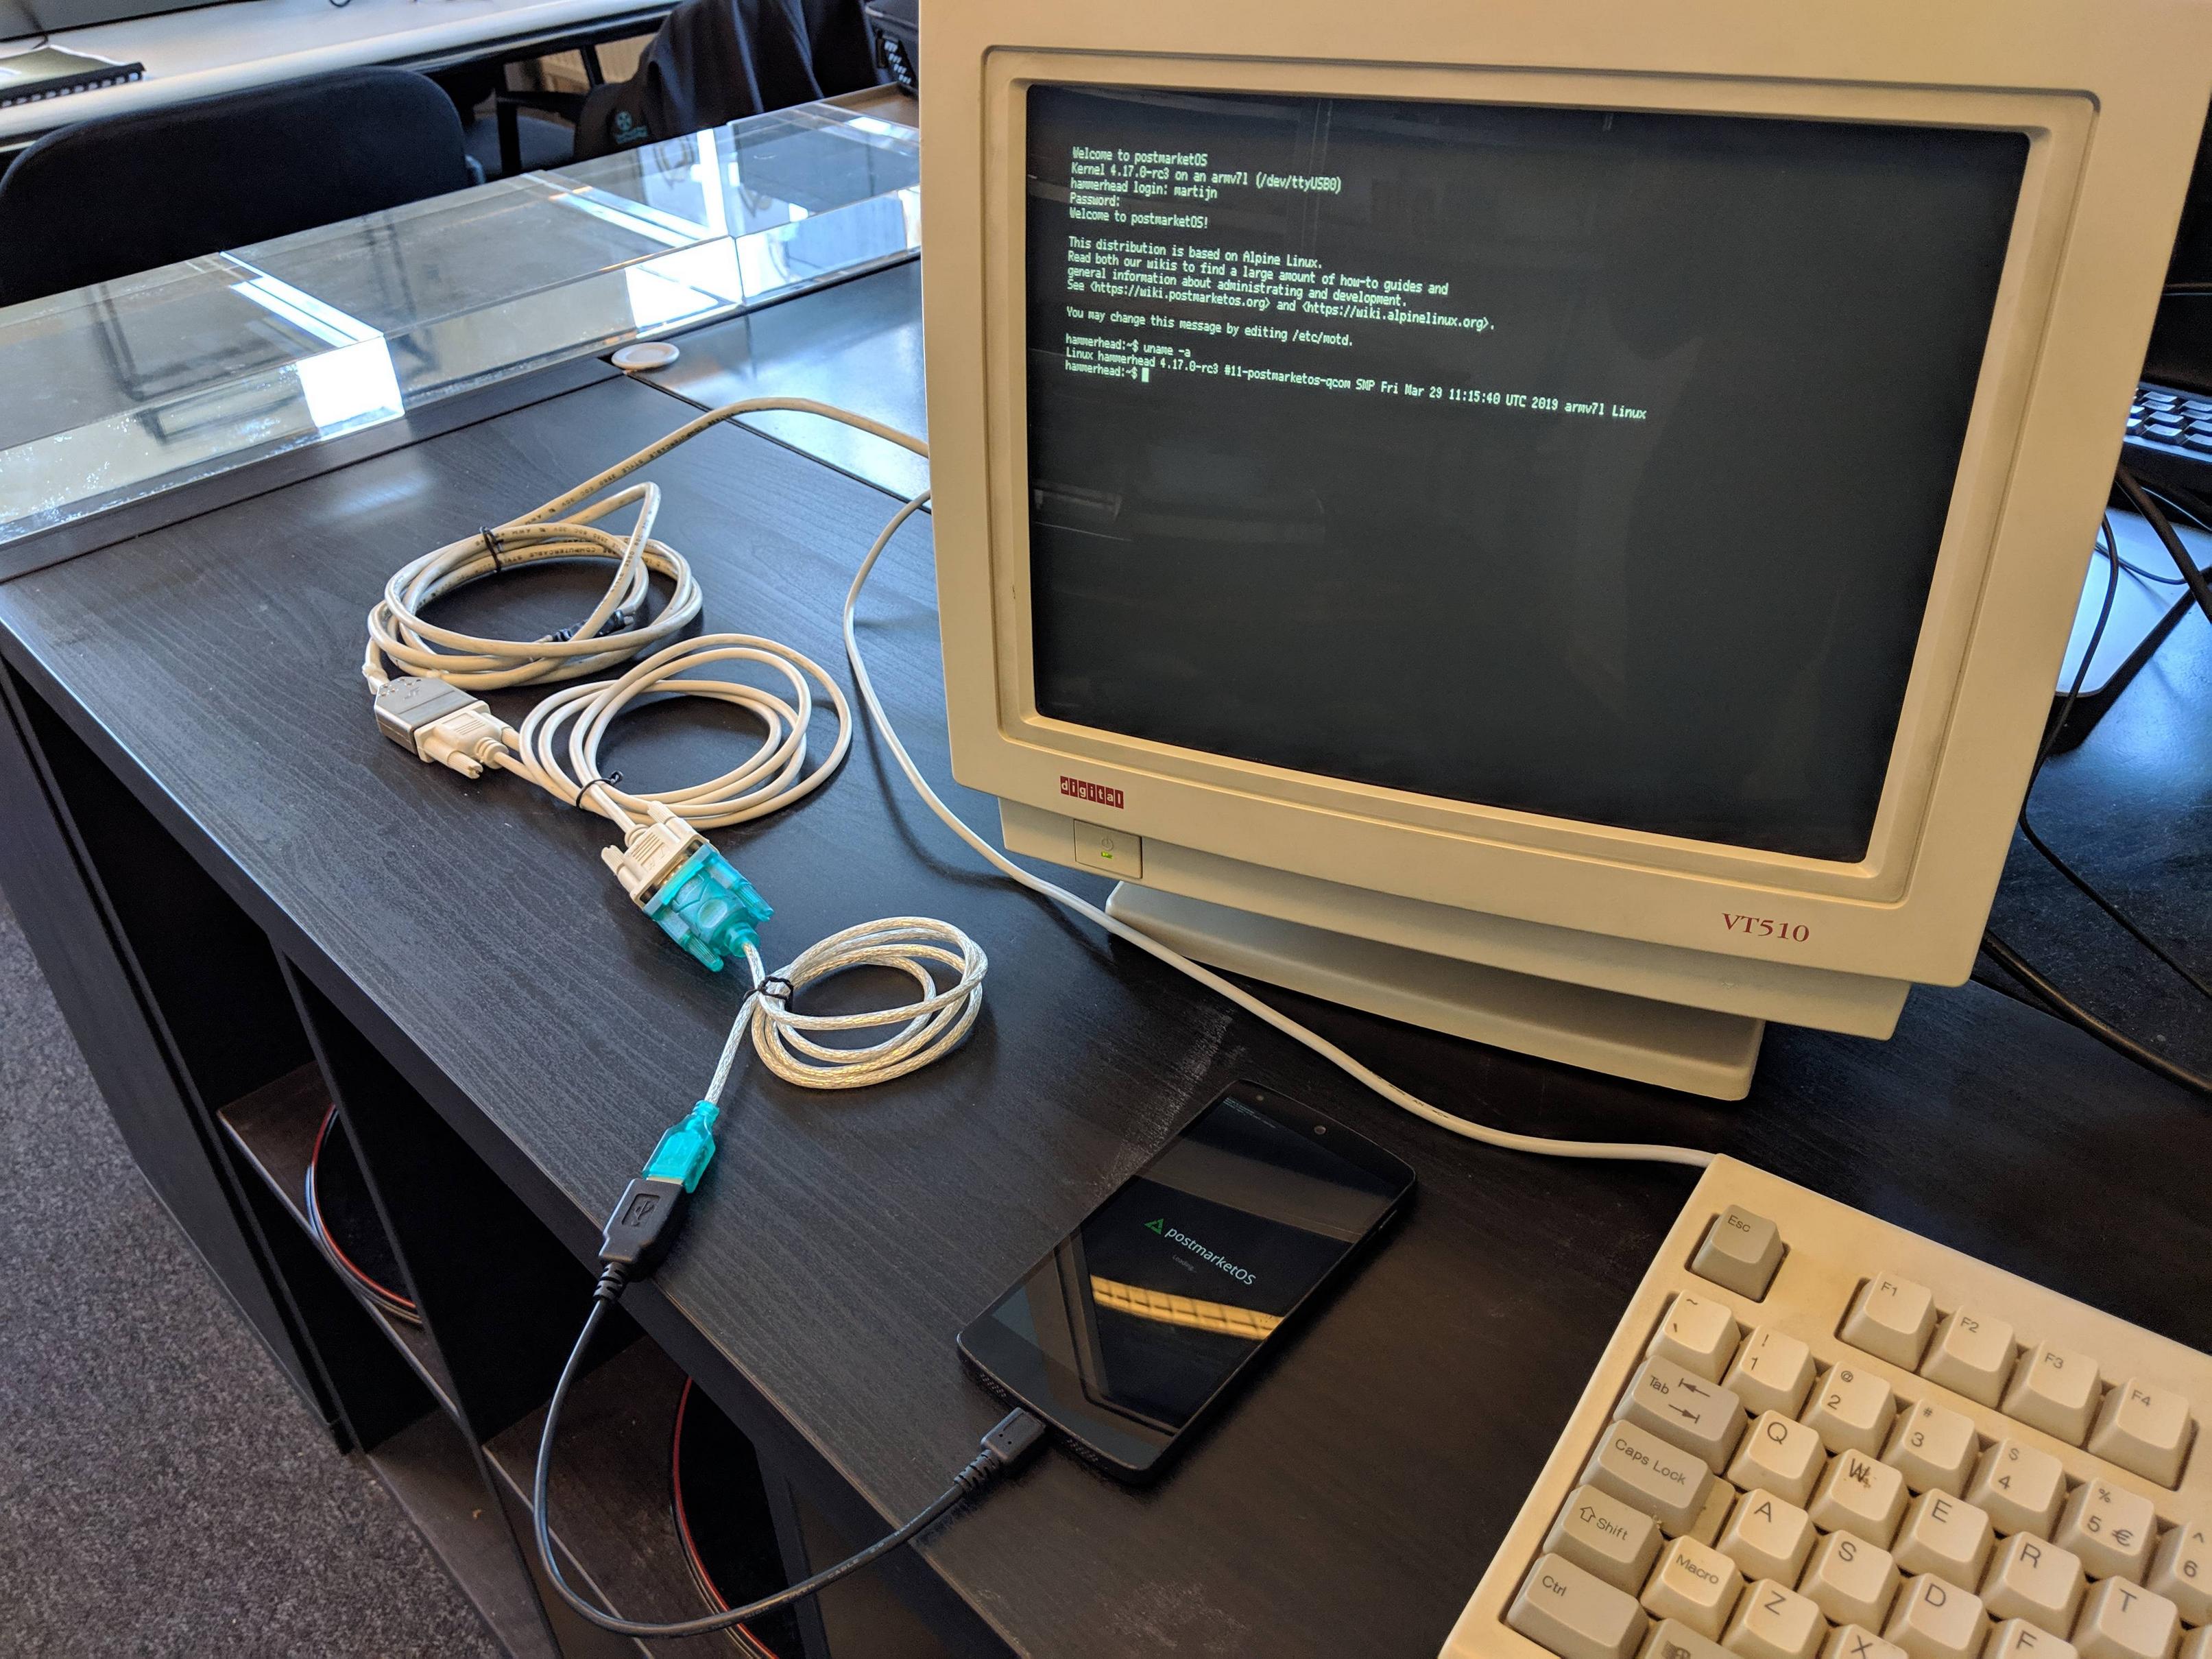 Welcome to postmarketOS
Kernel 4.17.0-rc3 on an armv7l (/dev/ttyUSB0)
hammerhead login: martijn
Password:
Welcome to postmarketOS!
This distribution is based on Alpine Linux.
Read both our wikis to find a large amount of how-to guides and
general information about administrating and development.
See <https://wiki.postmarketos.org> and <https://wiki.alpinelinux.org>.
You may change this message by editing /etc/motd.
hammerhead:~$ uname -a
Linux hammerhead 4.17.0-rc3 #11-postmarketos-qcom SMP Fri Mar 29 11:15:40 UTC 2019 armv7l Linux
hammerhead:~$
digital
VT510
postmarketOS
Loading...
Esc
F1 F2 F3 F4
~ ` ! 1 @ 2 # 3 $ 4 % 5 € ^ 6
Tab Q W E R T
Caps Lock A S D F
Shift Macro Z X
Ctrl